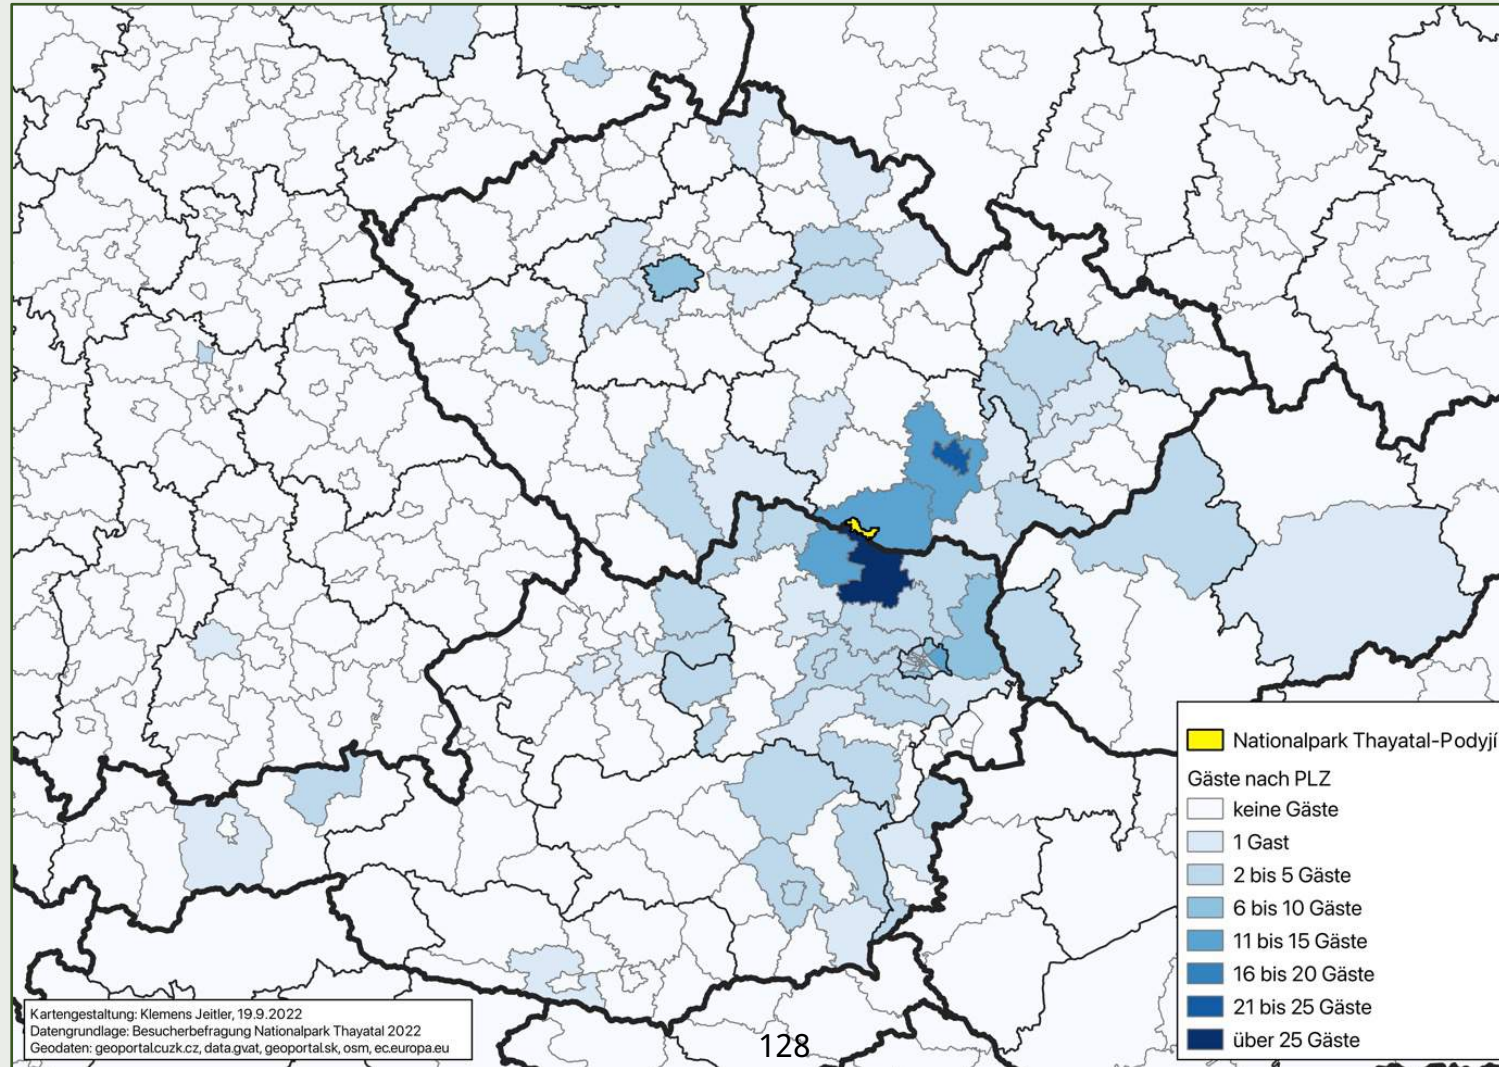 Nationalpark Thayatal-Podyjí
Gäste nach PLZ
keine Gäste
1 Gast
2 bis 5 Gäste
6 bis 10 Gäste
11 bis 15 Gäste
16 bis 20 Gäste
21 bis 25 Gäste
über 25 Gäste
Kartengestaltung: Klemens Jeitler, 19.9.2022
Datengrundlage: Besucherbefragung Nationalpark Thayatal 2022
Geodaten: geoportal.cuzk.cz, data.gv.at, geoportal.sk, osm, ec.europa.eu
128